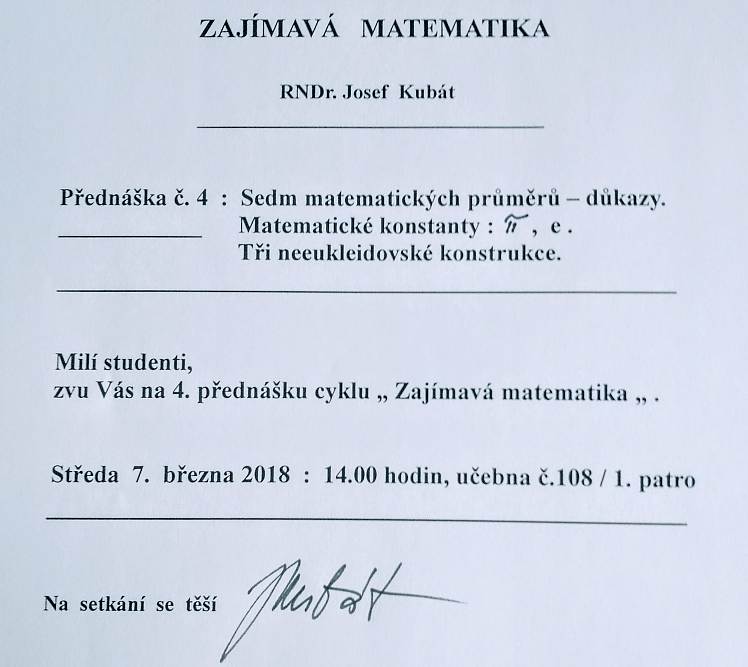 ZAJÍMAVÁ MATEMATIKA
RNDr. Josef Kubát
Přednáška č. 4 : Sedm matematických průměrů – důkazy.
Matematické konstanty : π , e .
Tři neeukleidovské konstrukce.
Milí studenti,
zvu Vás na 4. přednášku cyklu „ Zajímavá matematika „ .
Středa 7. března 2018 : 14.00 hodin, učebna č.108 / 1. patro
Na setkání se těší Kubát